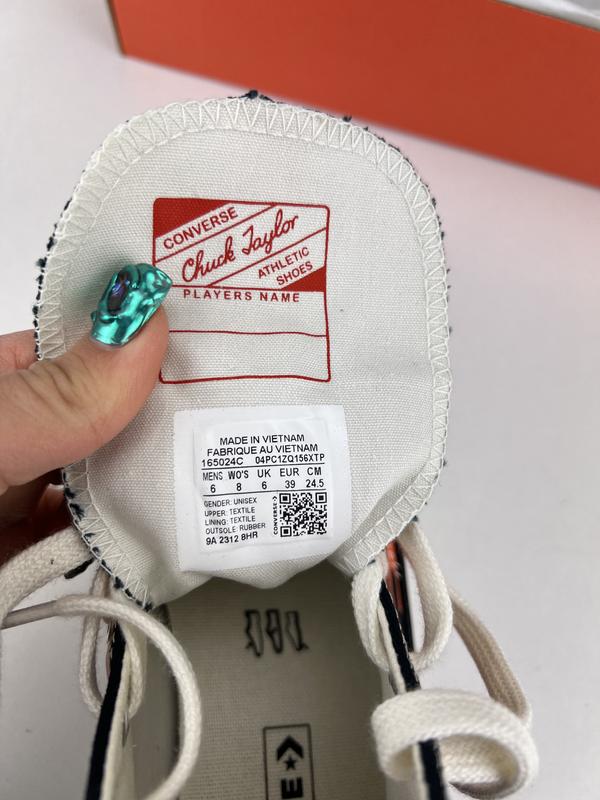 CONVERSE
Chuck Taylor
ATHLETIC
SHOES
PLAYERS NAME
MADE IN VIETNAM
FABRIQUE AU VIETNAM
165024C 04PC1ZQ156XTP
MENS WO'S UK EUR CM
6 8 6 39 24.5
GENDER: UNISEX
UPPER: TEXTILE
LINING: TEXTILE
OUTSOLE: RUBBER
9A 2312 8HR
CONVERSE